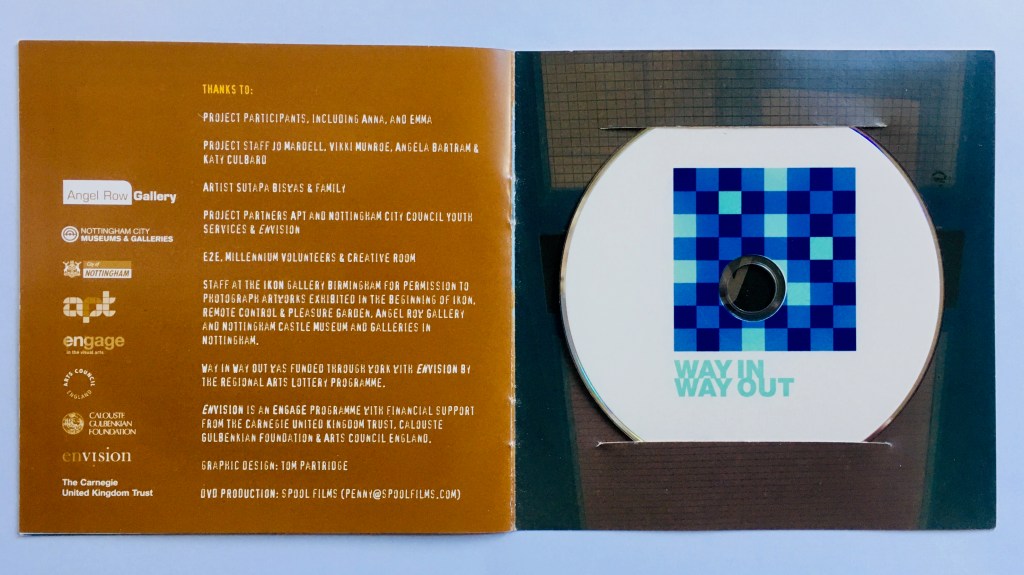 THANKS TO:
PROJECT PARTICIPANTS, INCLUDING ANNA, AND EMMA
PROJECT STAFF JO MARDELL, VIKKI MUNROE, ANGELA BARTRAM &
KATY CULBARD
ARTIST SUTAPA BISWAS & FAMILY
PROJECT PARTNERS APT AND NOTTINGHAM CITY COUNCIL YOUTH
SERVICES & ENVISION
EZE, MILLENNIUM VOLUNTEERS & CREATIVE ROOM
STAFF AT THE IKON GALLERY BIRMINGHAM FOR PERMISSION TO
PHOTOGRAPH ARTWORKS EXHIBITED IN THE BEGINNING OF IKON,
REMOTE CONTROL & PLEASURE GARDEN, ANGEL ROW GALLERY
AND NOTTINGHAM CASTLE MUSEUM AND GALLERIES IN
NOTTINGHAM.
WAY IN WAY OUT WAS FUNDED THROUGH WORK WITH ENVISION BY
THE REGIONAL ARTS LOTTERY PROGRAMME.
ENVISION IS AN ENGAGE PROGRAMME WITH FINANCIAL SUPPORT
FROM THE CARNEGIE UNITED KINGDOM TRUST, CALOUSTE
GULBENKIAN FOUNDATION & ARTS COUNCIL ENGLAND.
GRAPHIC DESIGN: TOM PARTRIDGE
DVD PRODUCTION: SPOOL FILMS (PENNY@SPOOLFILMS.COM)
Angel Row Gallery
NOTTINGHAM CITY
MUSEUMS & GALLERIES
City of
NOTTINGHAM
apt
engage
in the visual arts
ARTS COUNCIL
ENGLAND
CALOUSTE
GULBENKIAN
FOUNDATION
envision
The Carnegie
United Kingdom Trust
WAY IN
WAY OUT